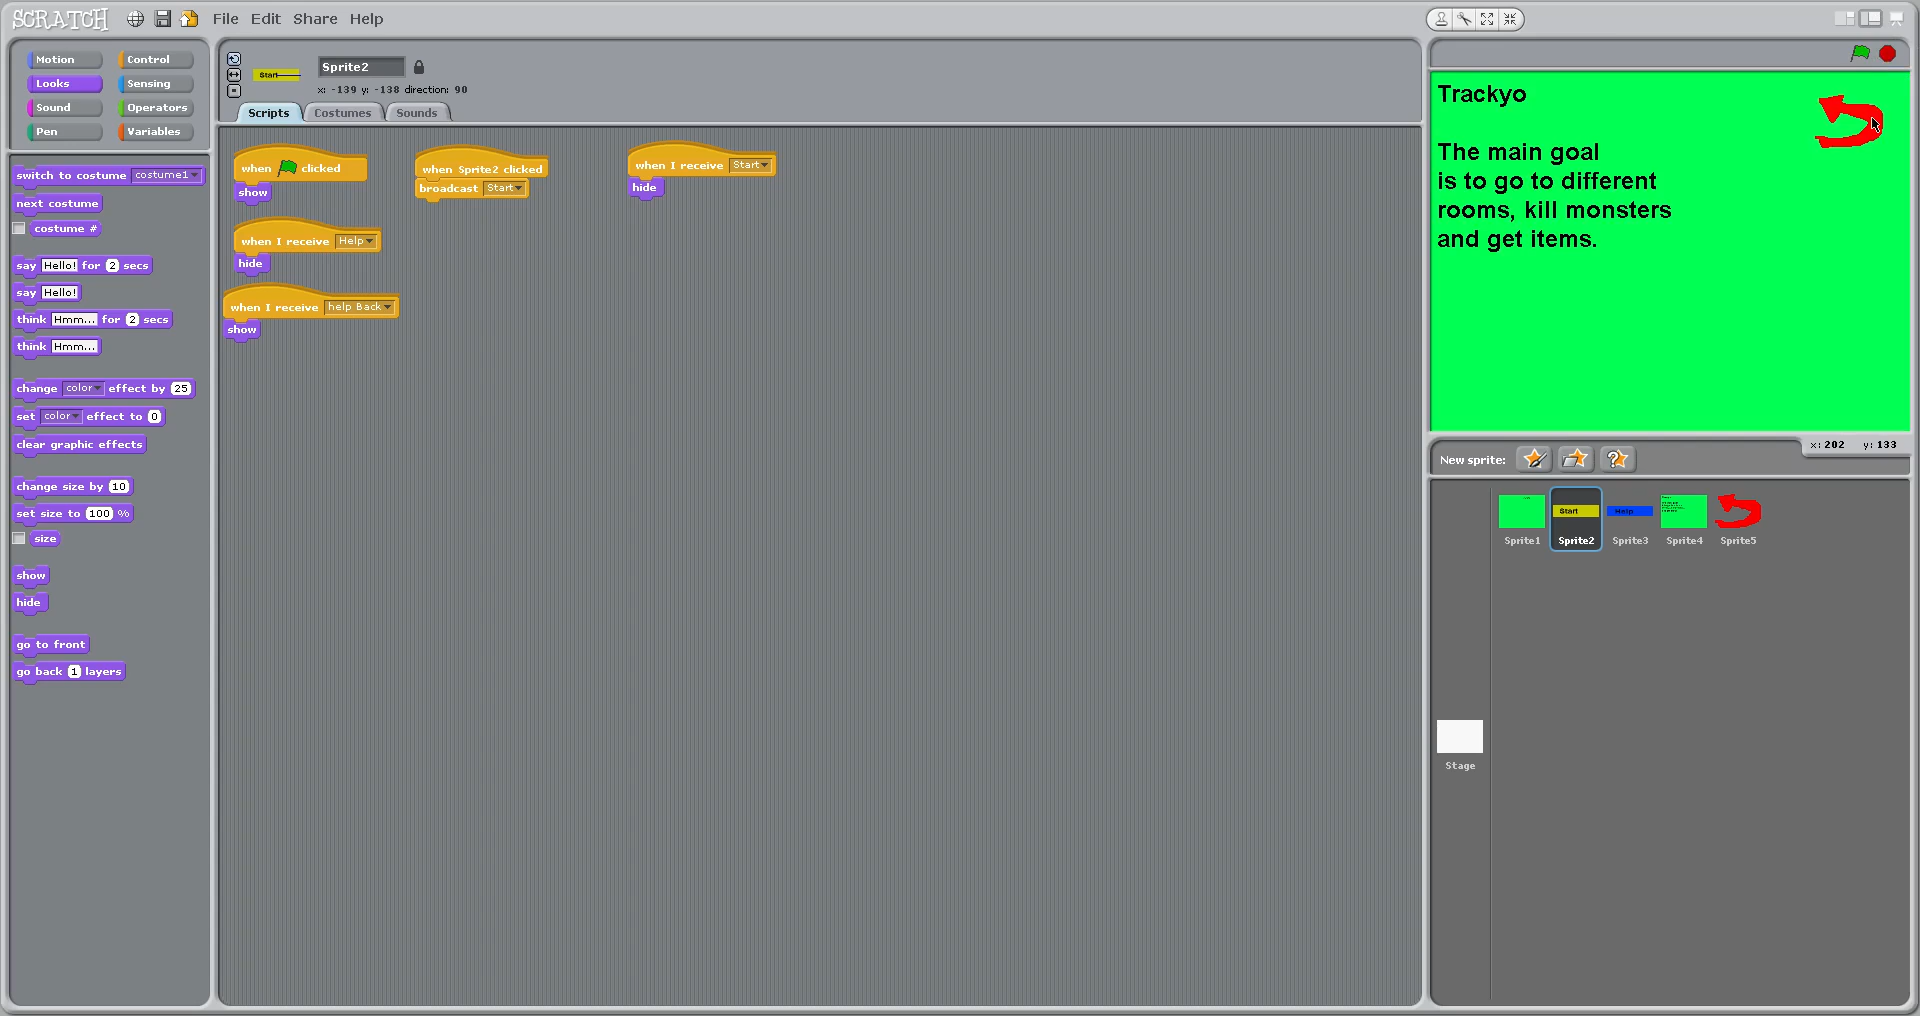 SCRATCH File Edit Share Help
Motion Control
Looks Sensing
Sound Operators
Pen Variables
switch to costume costume1
next costume
costume #
say Hello! for 2 secs
say Hello!
think Hmm... for 2 secs
think Hmm...
change color effect by 25
set color effect to 0
clear graphic effects
change size by 10
set size to 100 %
size
show
hide
go to front
go back 1 layers
Start
Sprite2
x: -139 y: -138 direction: 90
Scripts Costumes Sounds
when clicked
show
when I receive Help
hide
when I receive help Back
show
when Sprite2 clicked
broadcast Start
when I receive Start
hide
Trackyo
The main goal
is to go to different
rooms, kill monsters
and get items.
x: 202 y: 133
New sprite:
Start Help
Sprite1 Sprite2 Sprite3 Sprite4 Sprite5
Stage